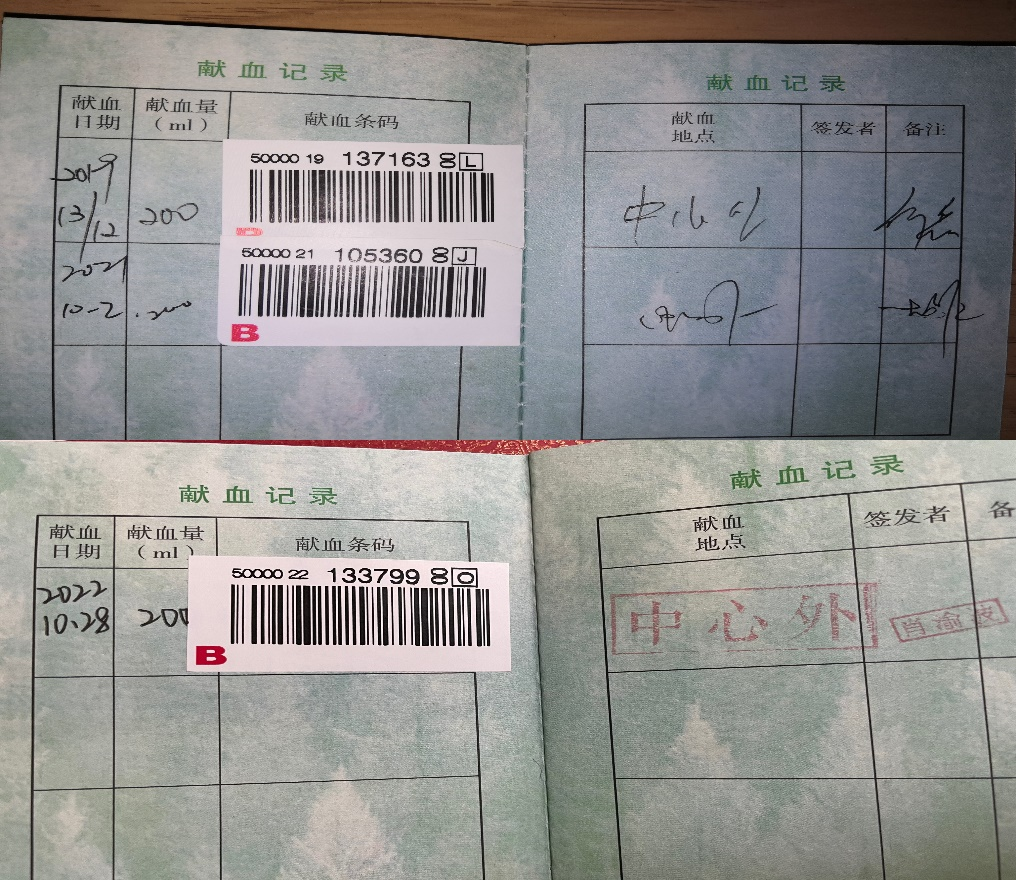 献血记录
献血日期 献血量（ml） 献血条码
2019
13/12 200
50000 19 137163 8 L
2021
10-2 200
50000 21 105360 8 J
B
献血记录
献血地点 签发者 备注
中心
献血记录
献血日期 献血量（ml） 献血条码
2022
10.28 200
50000 22 133799 8 O
B
献血记录
献血地点 签发者 备
中心外 肖渝波